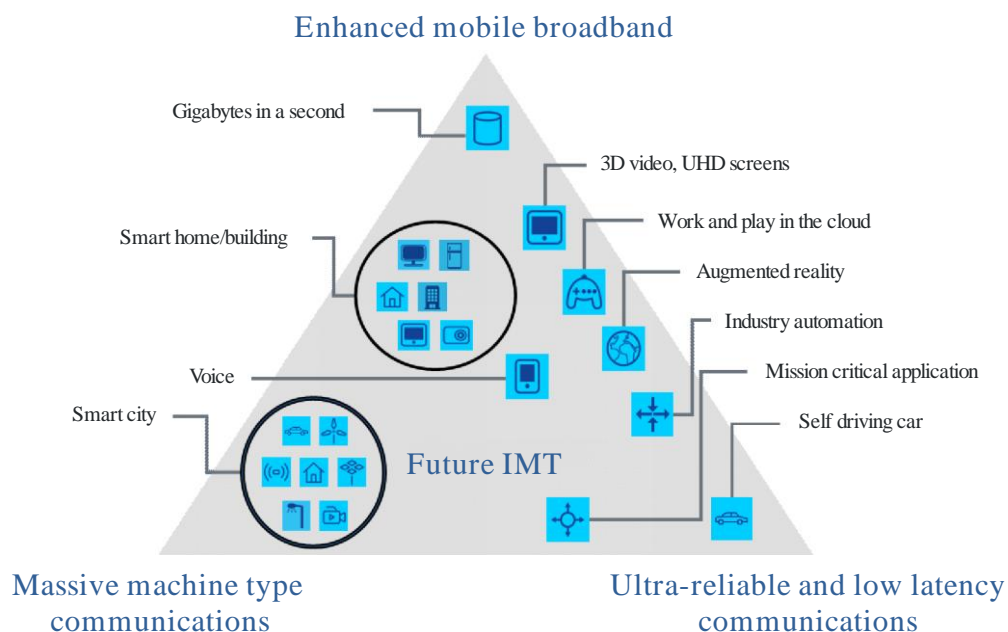 Enhanced mobile broadband
Gigabytes in a second
3D video, UHD screens
Work and play in the cloud
Smart home/building
Augmented reality
Industry automation
Voice
Mission critical application
Smart city
Self driving car
Future IMT
Massive machine type
communications
Ultra-reliable and low latency
communications